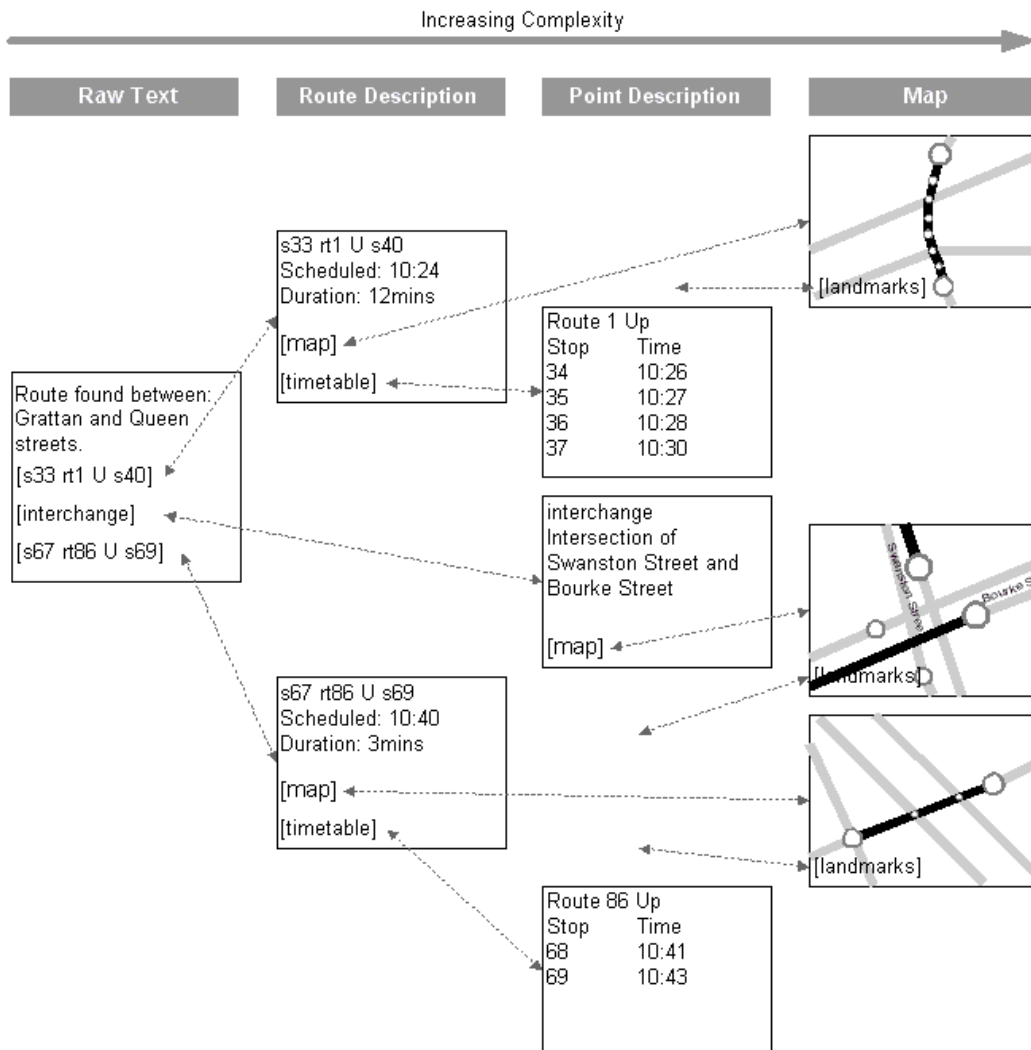 Increasing Complexity
Raw Text
Route Description
Point Description
Map
Route found between:
Grattan and Queen
streets.
[s33 rt1 U s40]
[interchange]
[s67 rt86 U s69]
s33 rt1 U s40
Scheduled: 10:24
Duration: 12mins
[map]
[timetable]
s67 rt86 U s69
Scheduled: 10:40
Duration: 3mins
[map]
[timetable]
Route 1 Up
Stop Time
34 10:26
35 10:27
36 10:28
37 10:30
interchange
Intersection of
Swanston Street and
Bourke Street
[map]
Route 86 Up
Stop Time
68 10:41
69 10:43
[landmarks]
Swanston Stree
Bourke S
[landmarks]
[landmarks]